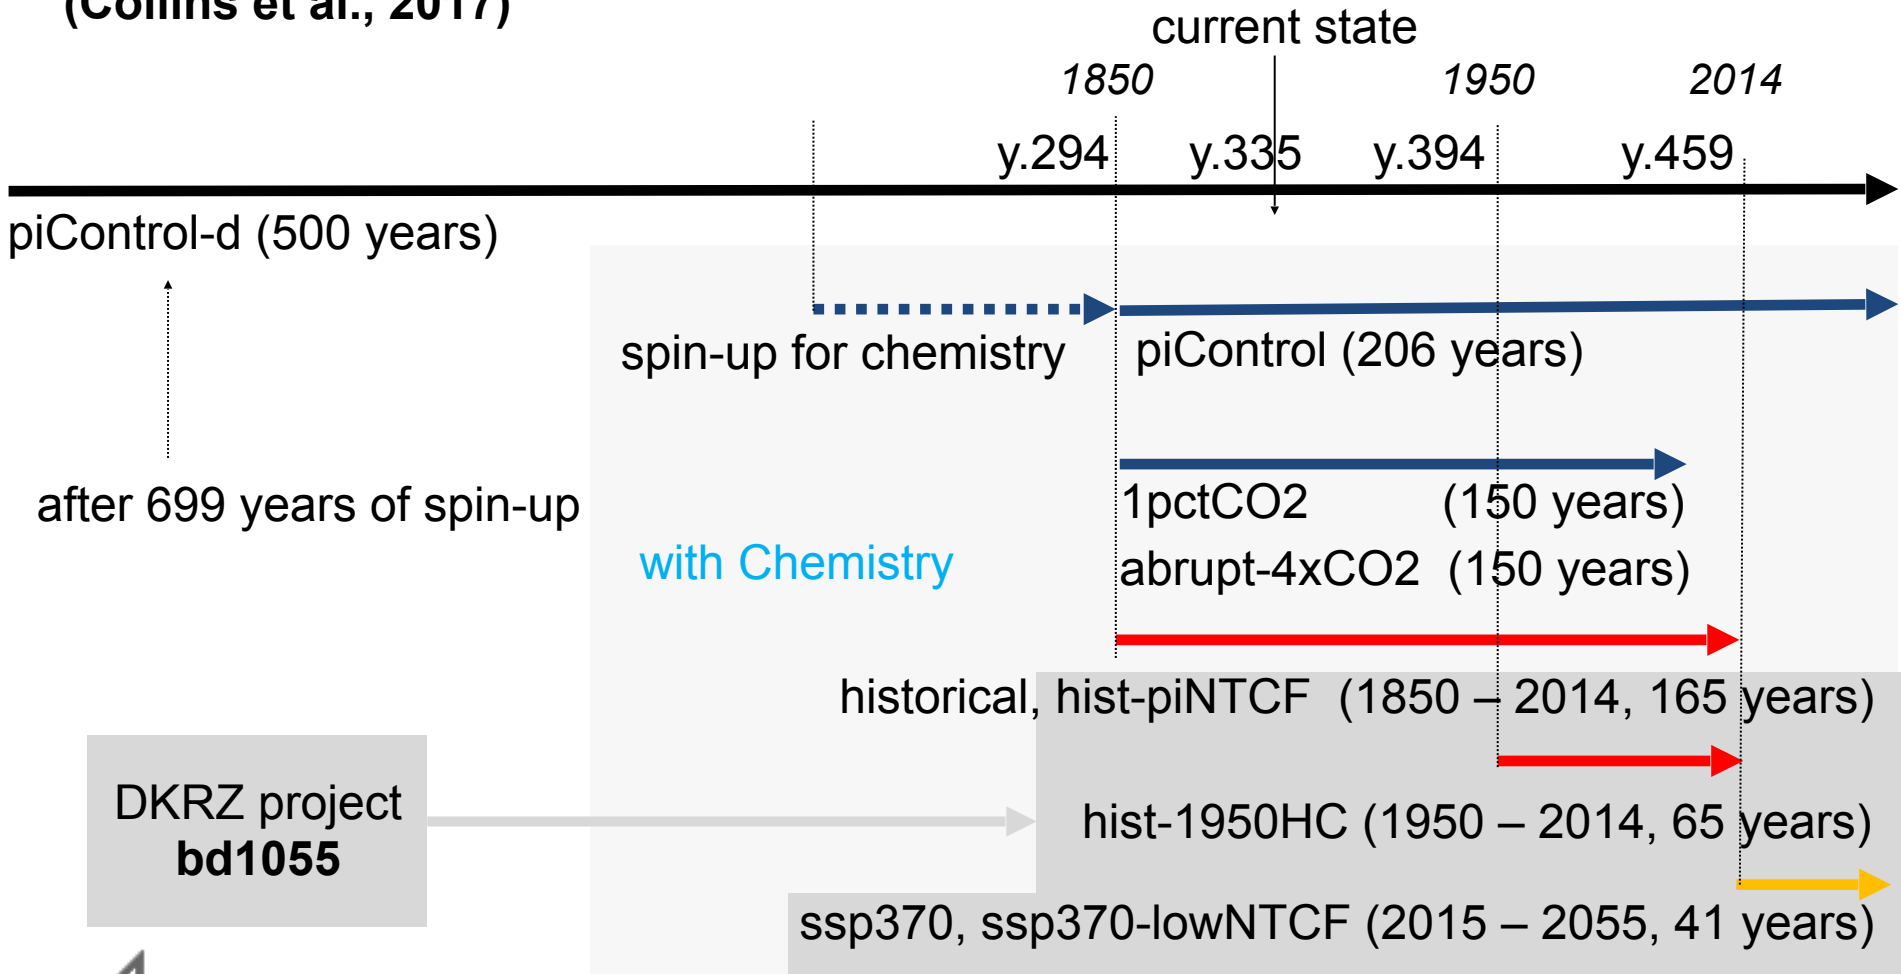 (Collins et al., 2017)
current state
1850
1950
2014
y.294
y.335
y.394
y.459
piControl-d (500 years)
spin-up for chemistry
piControl (206 years)
after 699 years of spin-up
1pctCO2 (150 years)
with Chemistry
abrupt-4xCO2 (150 years)
historical, hist-piNTCF (1850 – 2014, 165 years)
DKRZ project
bd1055
hist-1950HC (1950 – 2014, 65 years)
ssp370, ssp370-lowNTCF (2015 – 2055, 41 years)